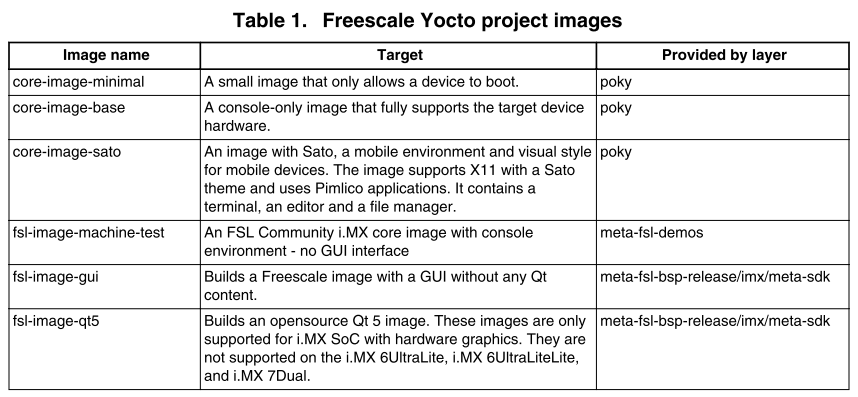 Table 1. Freescale Yocto project images
Image name Target Provided by layer
core-image-minimal A small image that only allows a device to boot. poky
core-image-base A console-only image that fully supports the target device poky
hardware.
core-image-sato An image with Sato, a mobile environment and visual style poky
for mobile devices. The image supports X11 with a Sato
theme and uses Pimlico applications. It contains a
terminal, an editor and a file manager.
fsl-image-machine-test An FSL Community i.MX core image with console meta-fsl-demos
environment - no GUI interface
fsl-image-gui Builds a Freescale image with a GUI without any Qt meta-fsl-bsp-release/imx/meta-sdk
content.
fsl-image-qt5 Builds an opensource Qt 5 image. These images are only meta-fsl-bsp-release/imx/meta-sdk
supported for i.MX SoC with hardware graphics. They are
not supported on the i.MX 6UltraLite, i.MX 6UltraLiteLite,
and i.MX 7Dual.